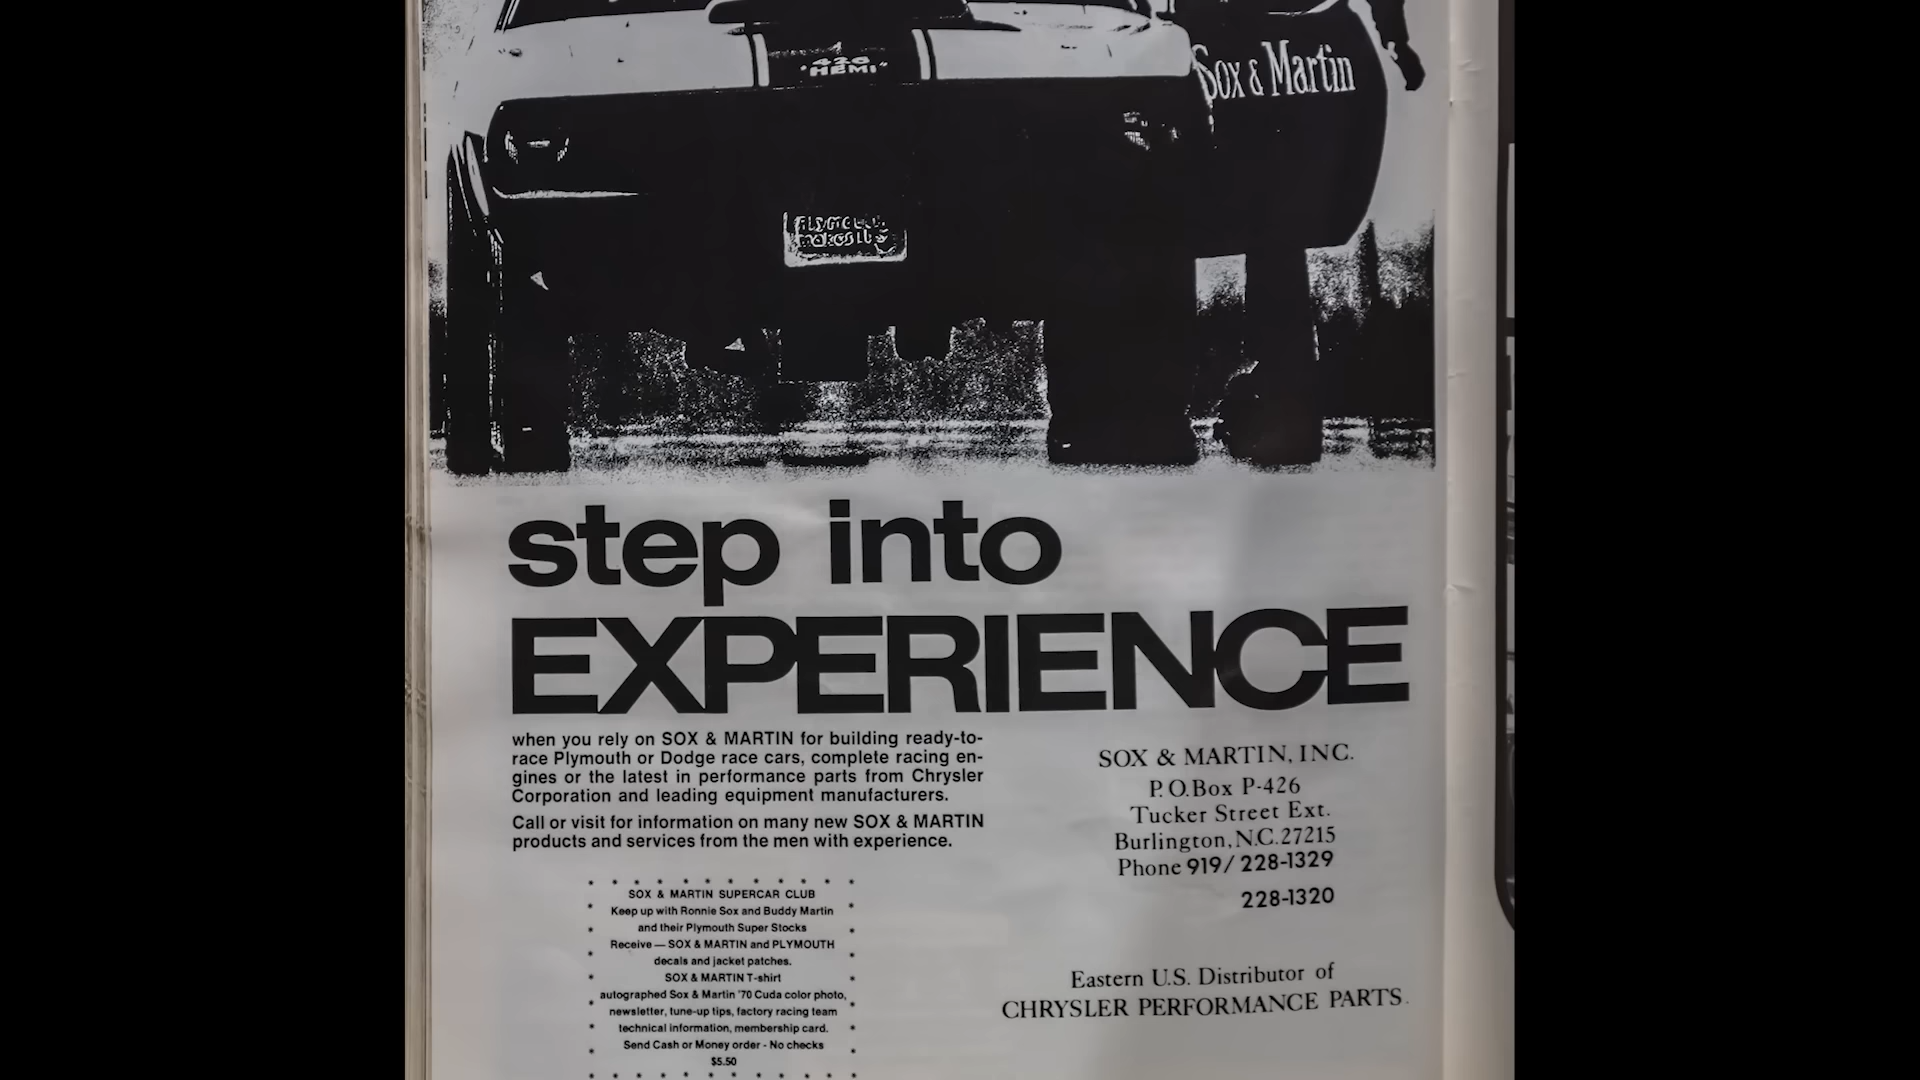 "426
HEMI"
Sox & Martin
Plymouth
makes it
step into
EXPERIENCE
when you rely on SOX & MARTIN for building ready-to-
race Plymouth or Dodge race cars, complete racing en-
gines or the latest in performance parts from Chrysler
Corporation and leading equipment manufacturers.
Call or visit for information on many new SOX & MARTIN
products and services from the men with experience.
SOX & MARTIN SUPERCAR CLUB
Keep up with Ronnie Sox and Buddy Martin
and their Plymouth Super Stocks
Receive — SOX & MARTIN and PLYMOUTH
decals and jacket patches.
SOX & MARTIN T-shirt
autographed Sox & Martin '70 Cuda color photo,
newsletter, tune-up tips, factory racing team
technical information, membership card.
Send Cash or Money order - No checks
$5.50
SOX & MARTIN, INC.
P.O.Box P-426
Tucker Street Ext.
Burlington, N.C. 27215
Phone 919/ 228-1329
228-1320
Eastern U.S. Distributor of
CHRYSLER PERFORMANCE PARTS.